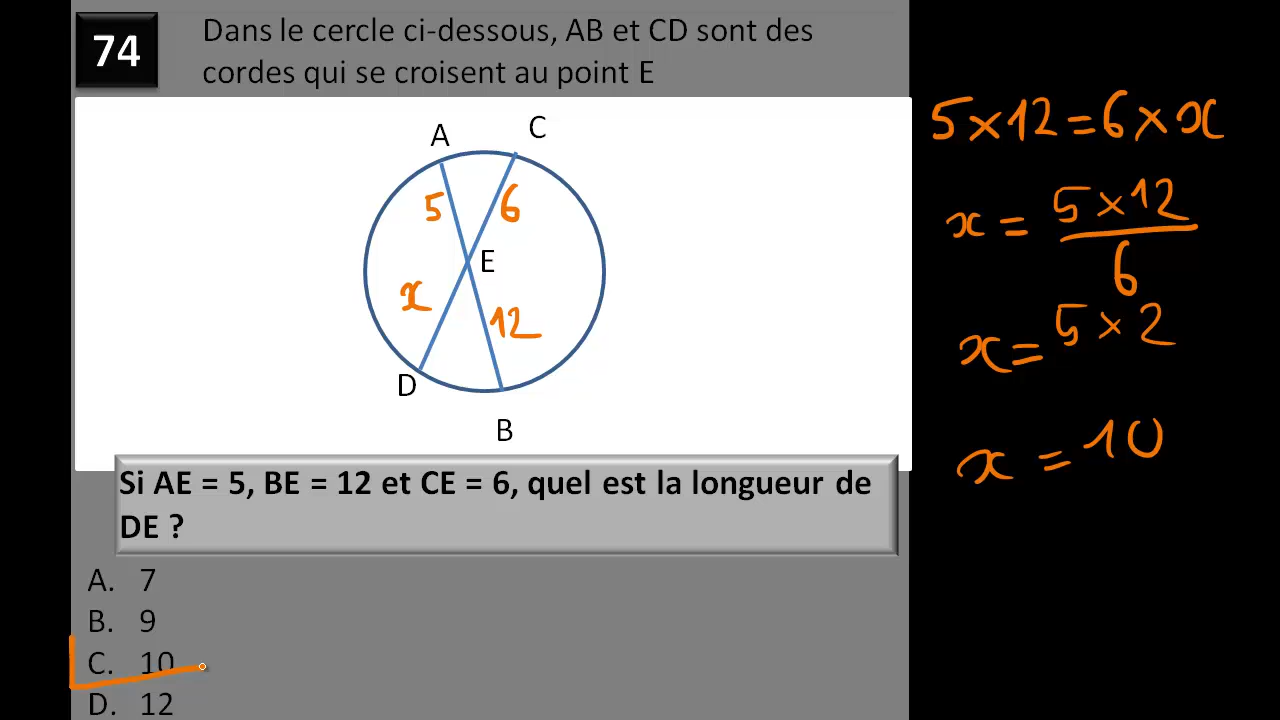 74
Dans le cercle ci-dessous, AB et CD sont des
cordes qui se croisent au point E
A
C
5
6
E
x
12
D
B
Si AE = 5, BE = 12 et CE = 6, quel est la longueur de
DE ?
A. 7
B. 9
C. 10
D. 12
5 × 12 = 6 × x
x = 5 × 12
6
x = 5 × 2
x = 10